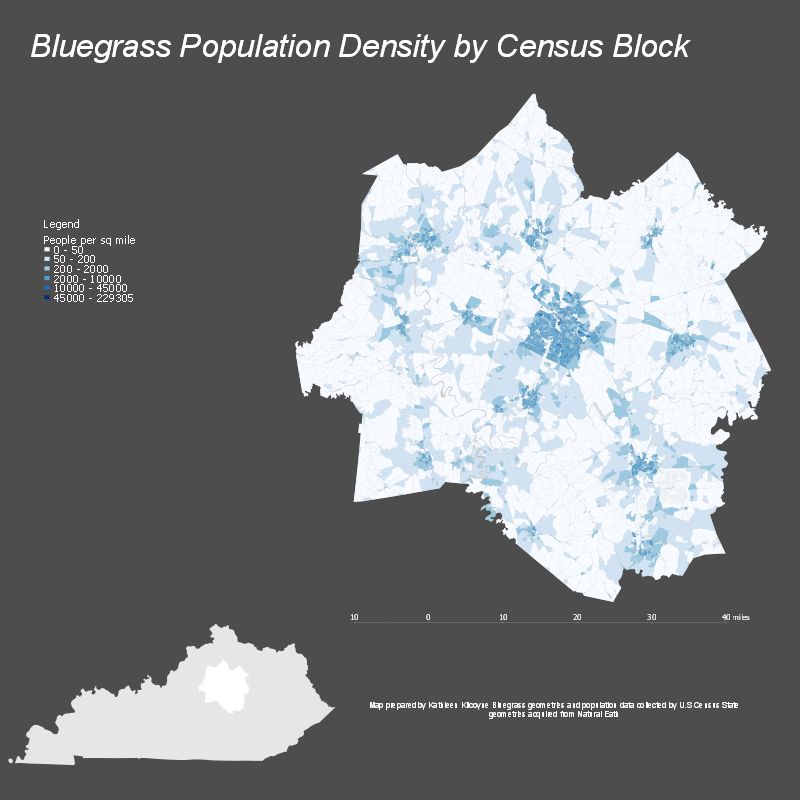 Bluegrass Population Density by Census Block
Legend
People per sq mile
0 - 50
50 - 200
200 - 2000
2000 - 10000
10000 - 45000
45000 - 229305
10 0 10 20 30 40 miles
Map prepared by Kathleen Kilcoyne Bluegrass geometries and population data collected by U.S Census State
geometries acquired from Natural Earth